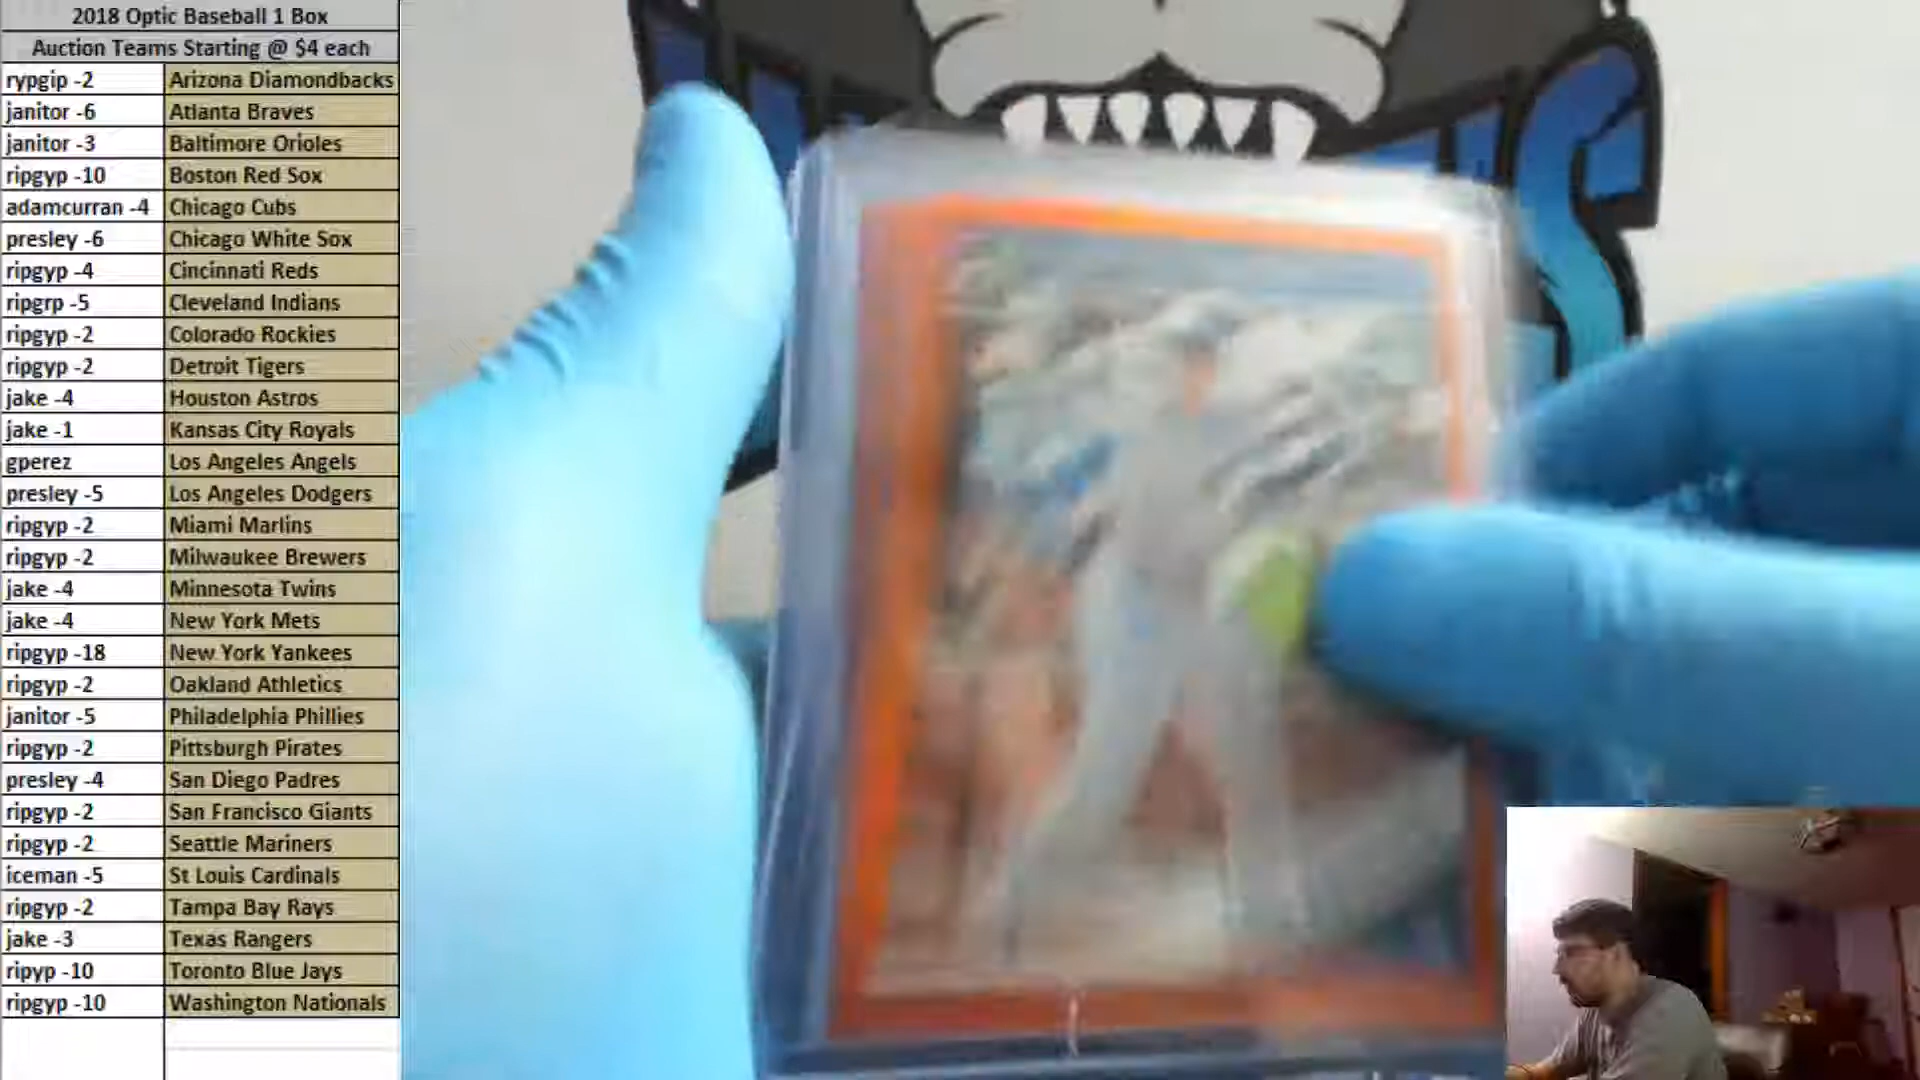 2018 Optic Baseball 1 Box
Auction Teams Starting @ $4 each
rypgip -2 Arizona Diamondbacks
janitor -6 Atlanta Braves
janitor -3 Baltimore Orioles
ripgyp -10 Boston Red Sox
adamcurran -4 Chicago Cubs
presley -6 Chicago White Sox
ripgyp -4 Cincinnati Reds
ripgrp -5 Cleveland Indians
ripgyp -2 Colorado Rockies
ripgyp -2 Detroit Tigers
jake -4 Houston Astros
jake -1 Kansas City Royals
gperez Los Angeles Angels
presley -5 Los Angeles Dodgers
ripgyp -2 Miami Marlins
ripgyp -2 Milwaukee Brewers
jake -4 Minnesota Twins
jake -4 New York Mets
ripgyp -18 New York Yankees
ripgyp -2 Oakland Athletics
janitor -5 Philadelphia Phillies
ripgyp -2 Pittsburgh Pirates
presley -4 San Diego Padres
ripgyp -2 San Francisco Giants
ripgyp -2 Seattle Mariners
iceman -5 St Louis Cardinals
ripgyp -2 Tampa Bay Rays
jake -3 Texas Rangers
ripyp -10 Toronto Blue Jays
ripgyp -10 Washington Nationals